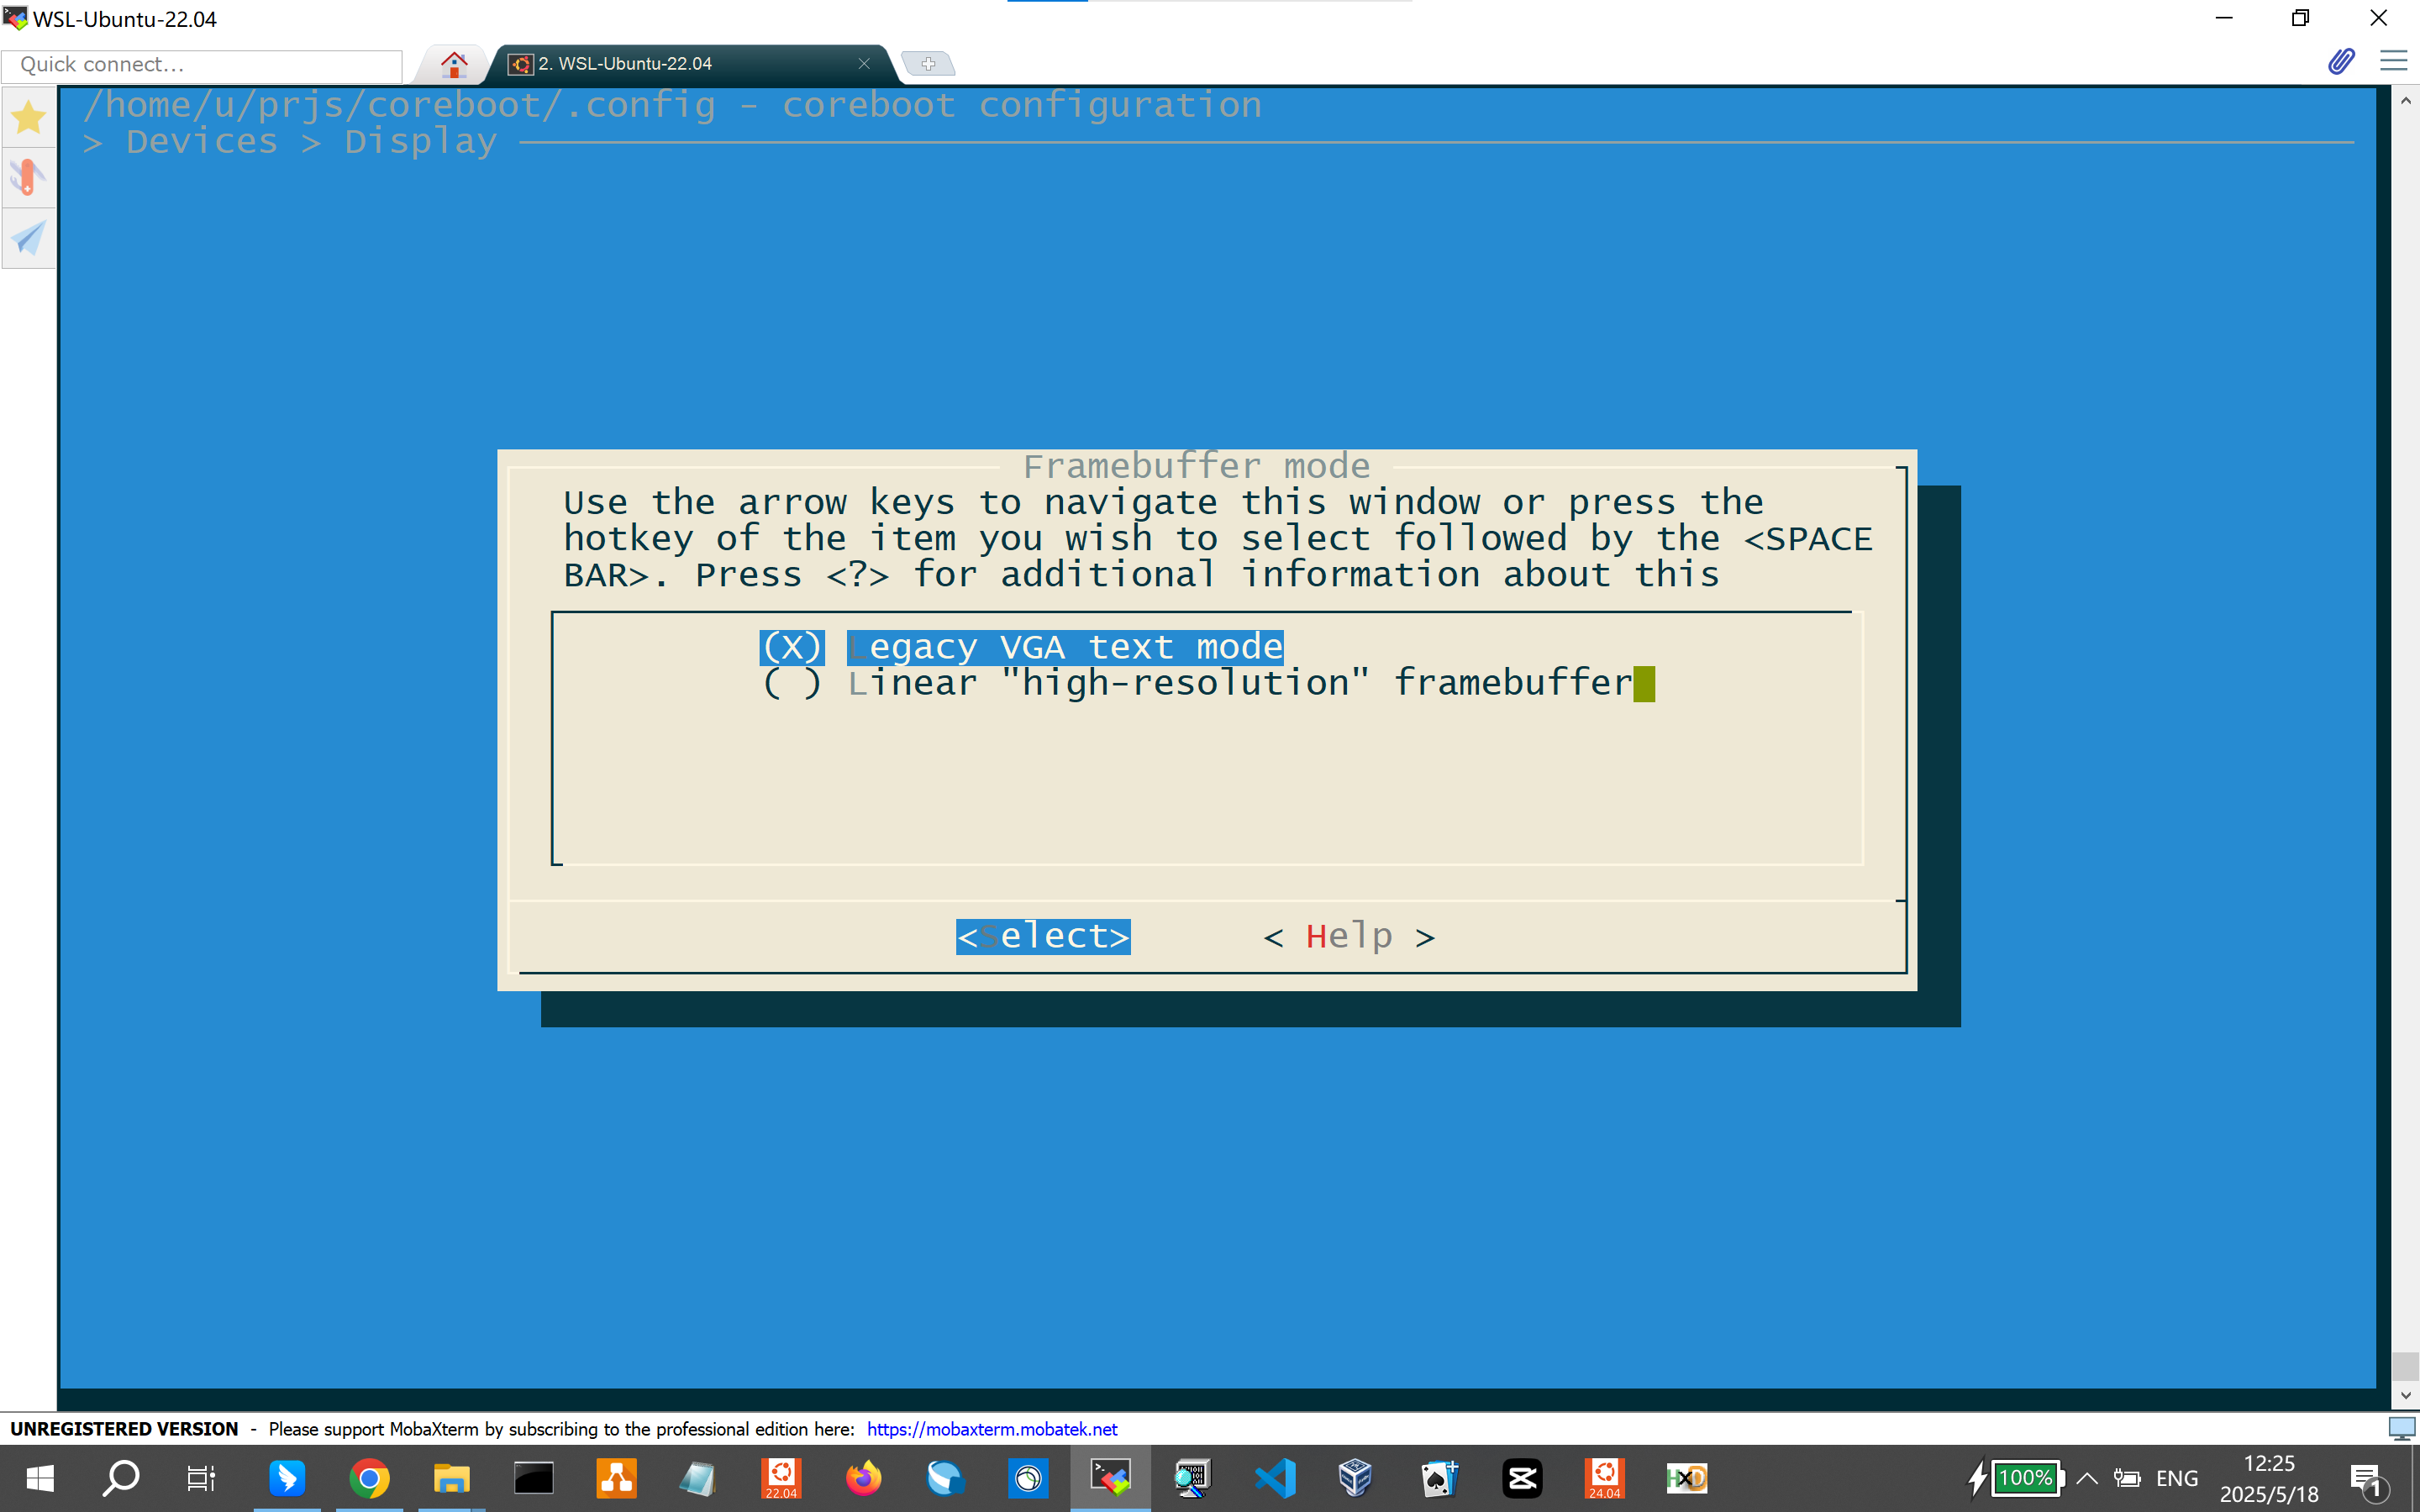 WSL-Ubuntu-22.04
Quick connect...
2. WSL-Ubuntu-22.04
/home/u/prjs/coreboot/.config - coreboot configuration
> Devices > Display
Framebuffer mode
Use the arrow keys to navigate this window or press the
hotkey of the item you wish to select followed by the <SPACE
BAR>. Press <?> for additional information about this
(X) Legacy VGA text mode
( ) Linear "high-resolution" framebuffer
<Select> < Help >
UNREGISTERED VERSION - Please support MobaXterm by subscribing to the professional edition here: https://mobaxterm.mobatek.net
22.04
24.04
HxD
100%
ENG
12:25
2025/5/18
1